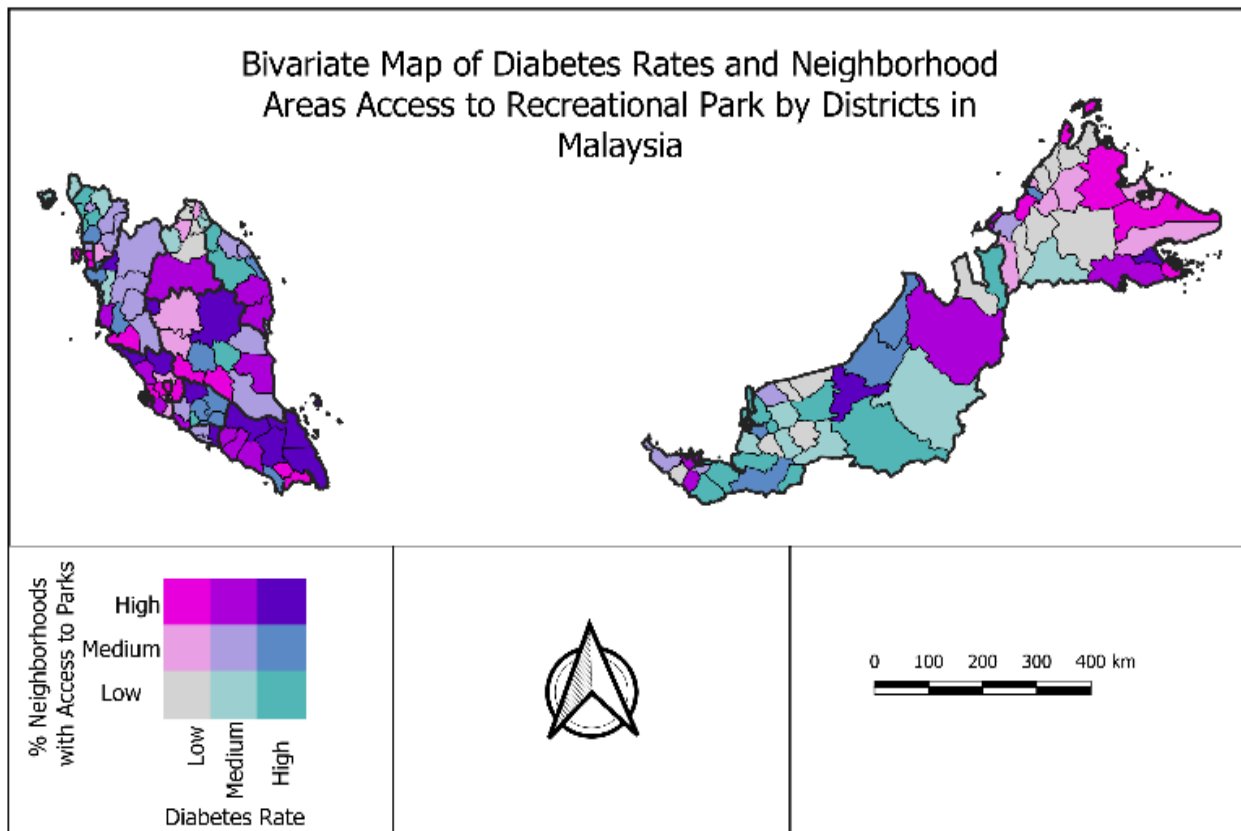 Bivariate Map of Diabetes Rates and Neighborhood
Areas Access to Recreational Park by Districts in
Malaysia
% Neighborhoods
with Access to Parks
High
Medium
Low
Low
Medium
High
Diabetes Rate
0 100 200 300 400 km